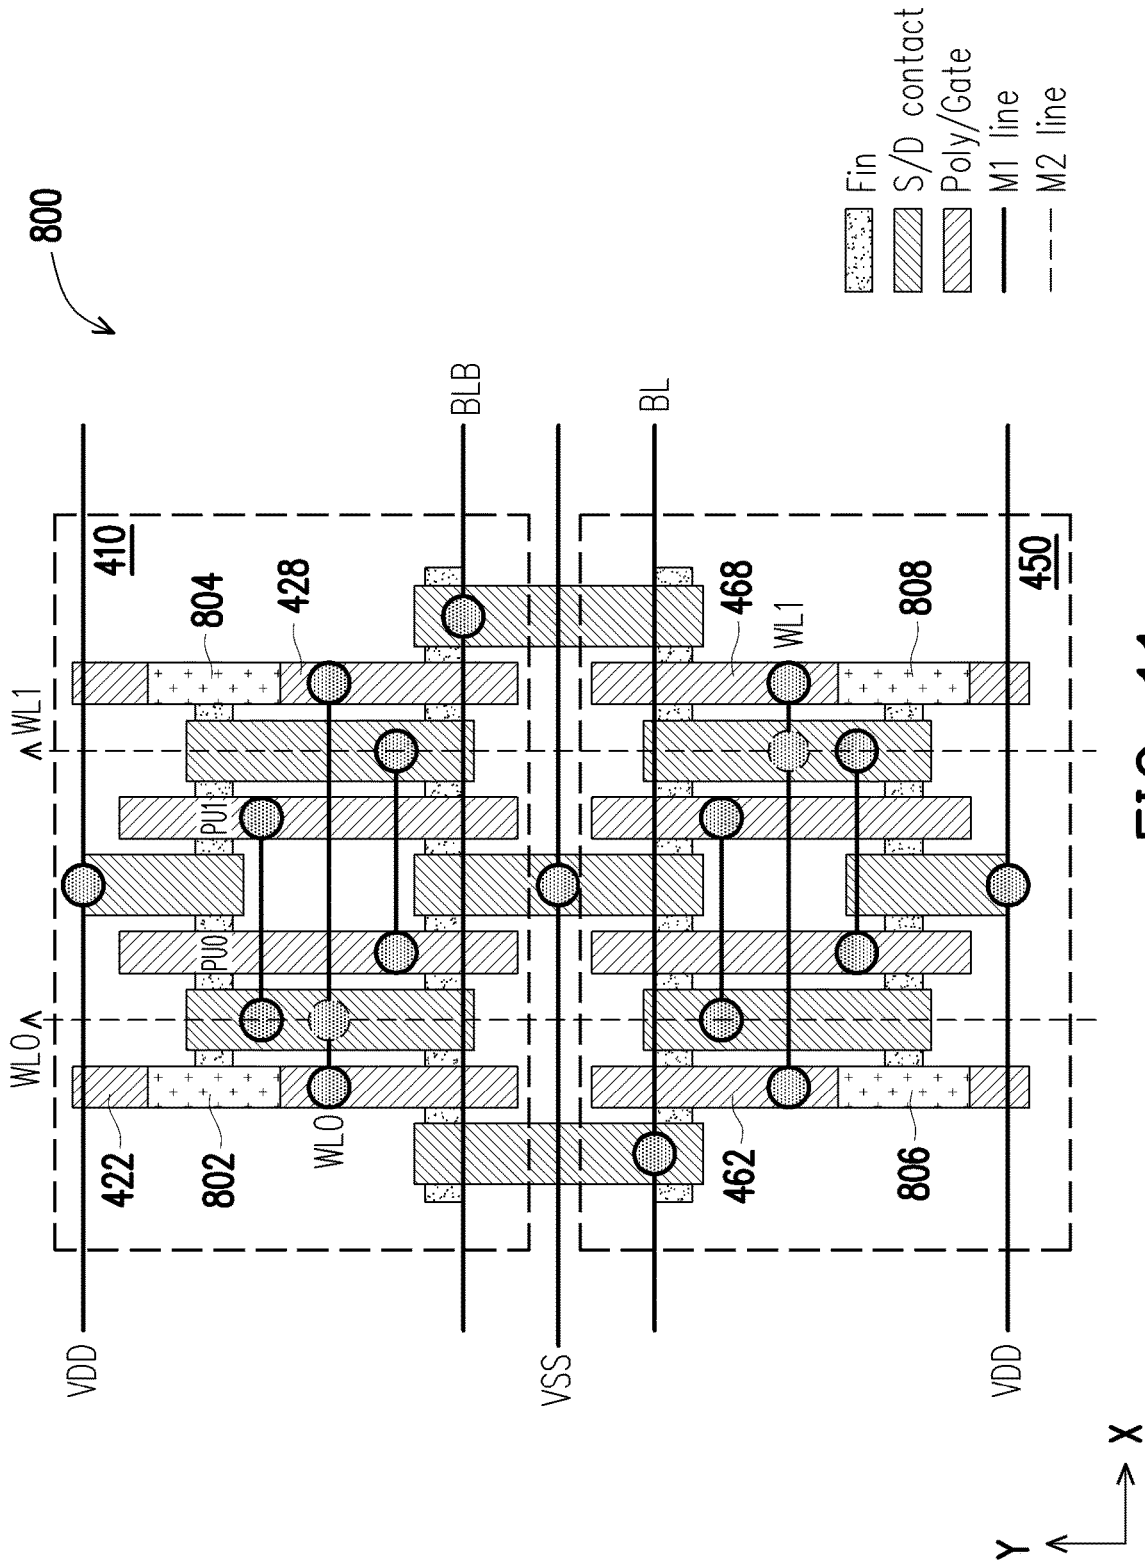 800
WL0
WL1
VDD
410
422
804
PU0
PU1
802
428
WL0
BLB
VSS
BL
462
468
WL1
806
808
VDD
450
Fin
S/D contact
Poly/Gate
M1 line
M2 line
Y
X